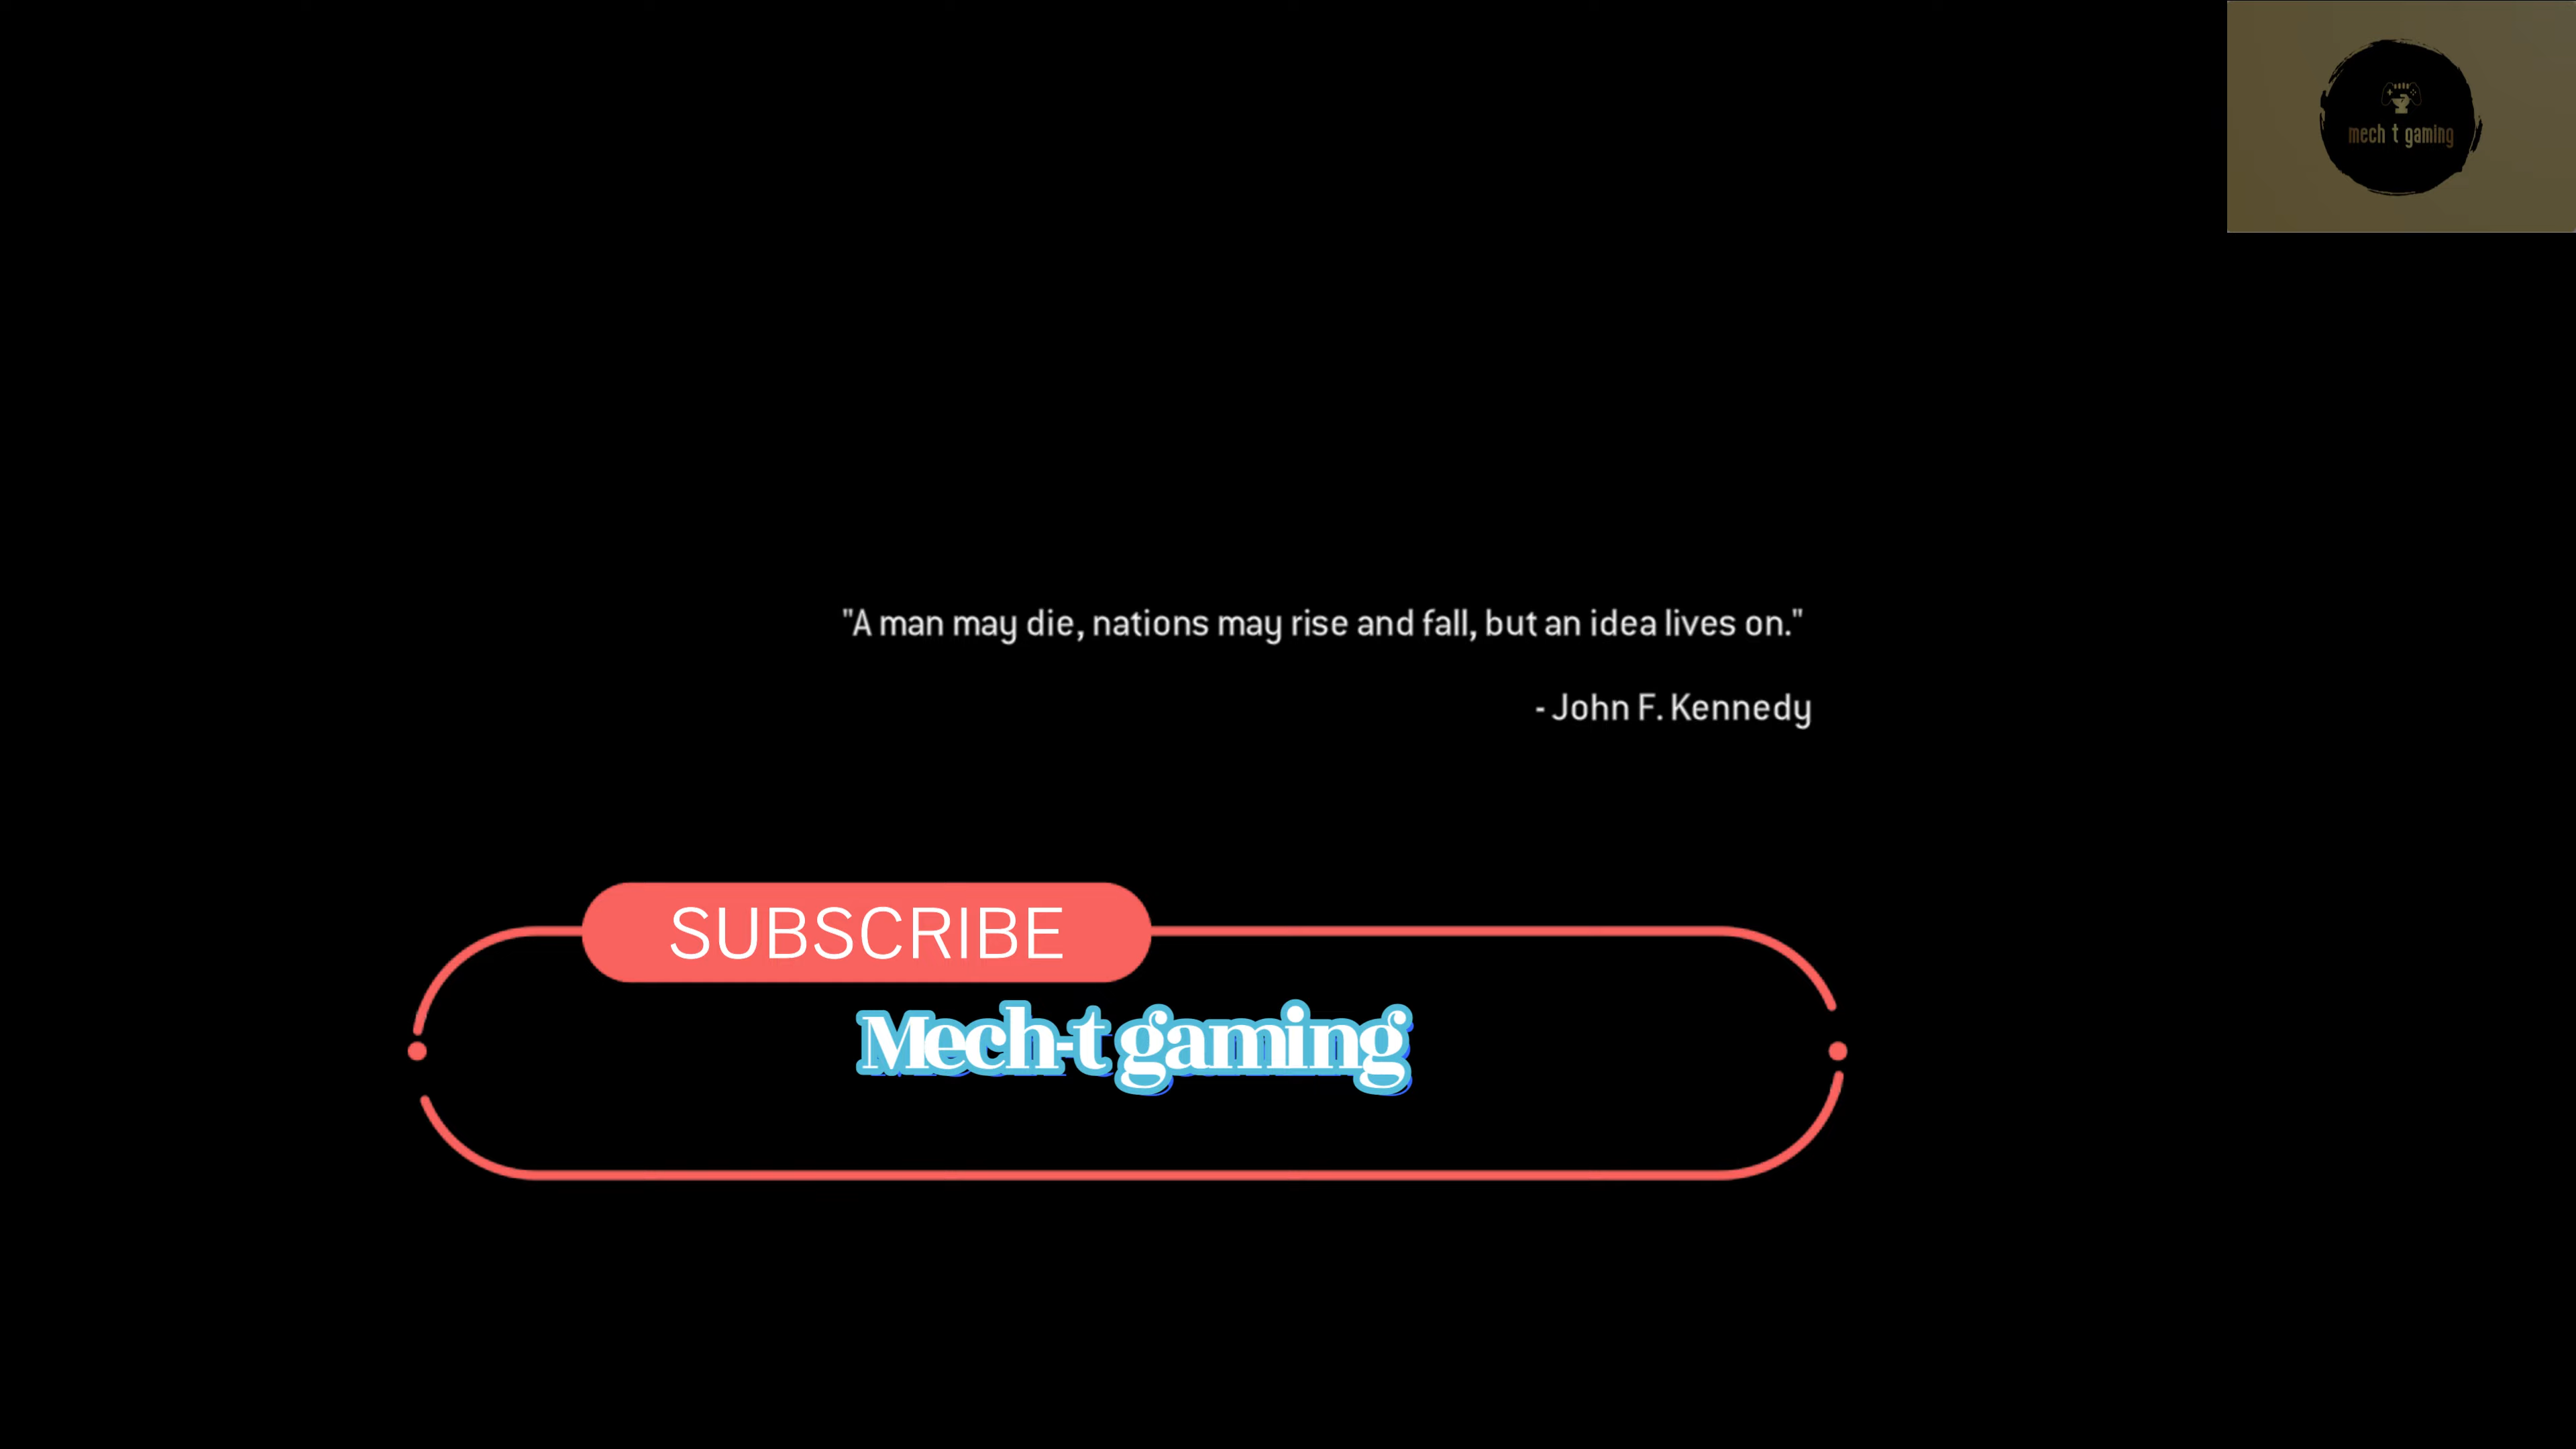 mech t gaming
"A man may die, nations may rise and fall, but an idea lives on."
- John F. Kennedy
SUBSCRIBE
Mech-t gaming